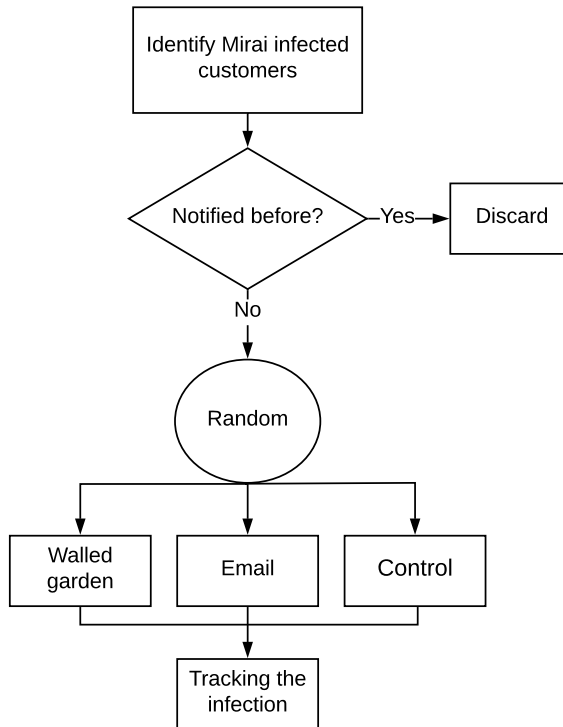 Identify Mirai infected
customers
Notified before?
Yes
Discard
No
Random
Walled
garden
Email
Control
Tracking the
infection